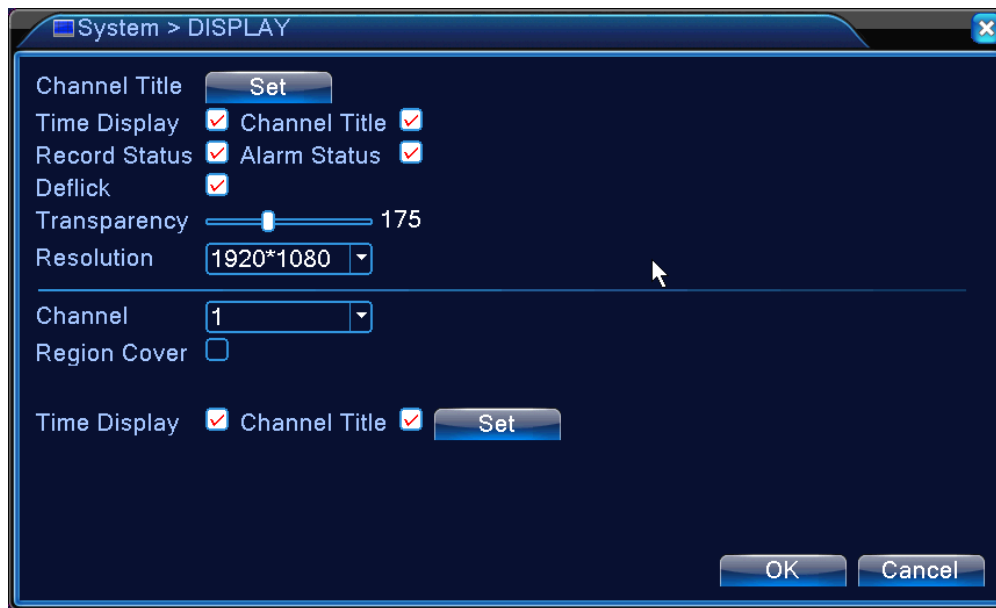 System > DISPLAY
Channel Title Set
Time Display Channel Title
Record Status Alarm Status
Deflick
Transparency 175
Resolution 1920*1080
Channel 1
Region Cover
Time Display Channel Title Set
OK Cancel